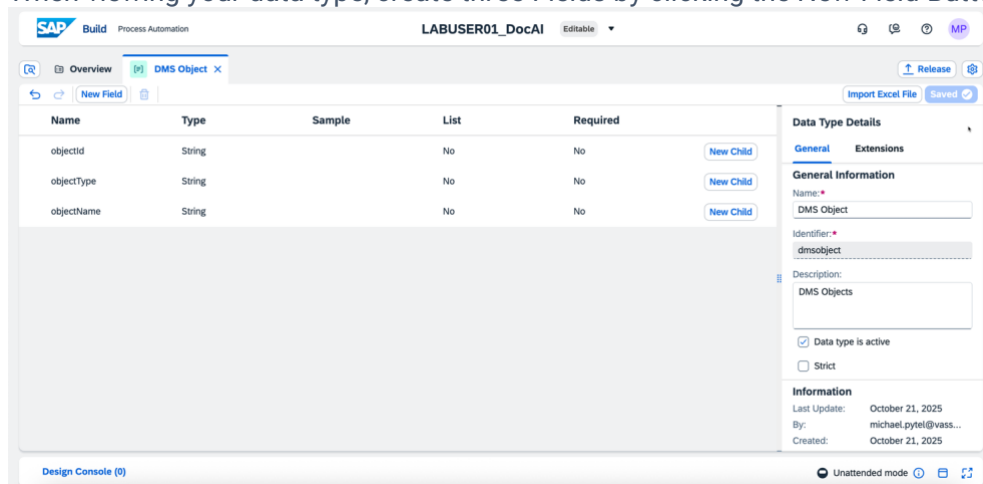 SAP Build Process Automation LABUSER01_DocAI Editable MP
Overview DMS Object Release
New Field Import Excel File Saved
Name Type Sample List Required
objectId String No No New Child
objectType String No No New Child
objectName String No No New Child
Data Type Details
General Extensions
General Information
Name:*
DMS Object
Identifier:*
dmsobject
Description:
DMS Objects
Data type is active
Strict
Information
Last Update: October 21, 2025
By: michael.pytel@vass...
Created: October 21, 2025
Design Console (0) Unattended mode